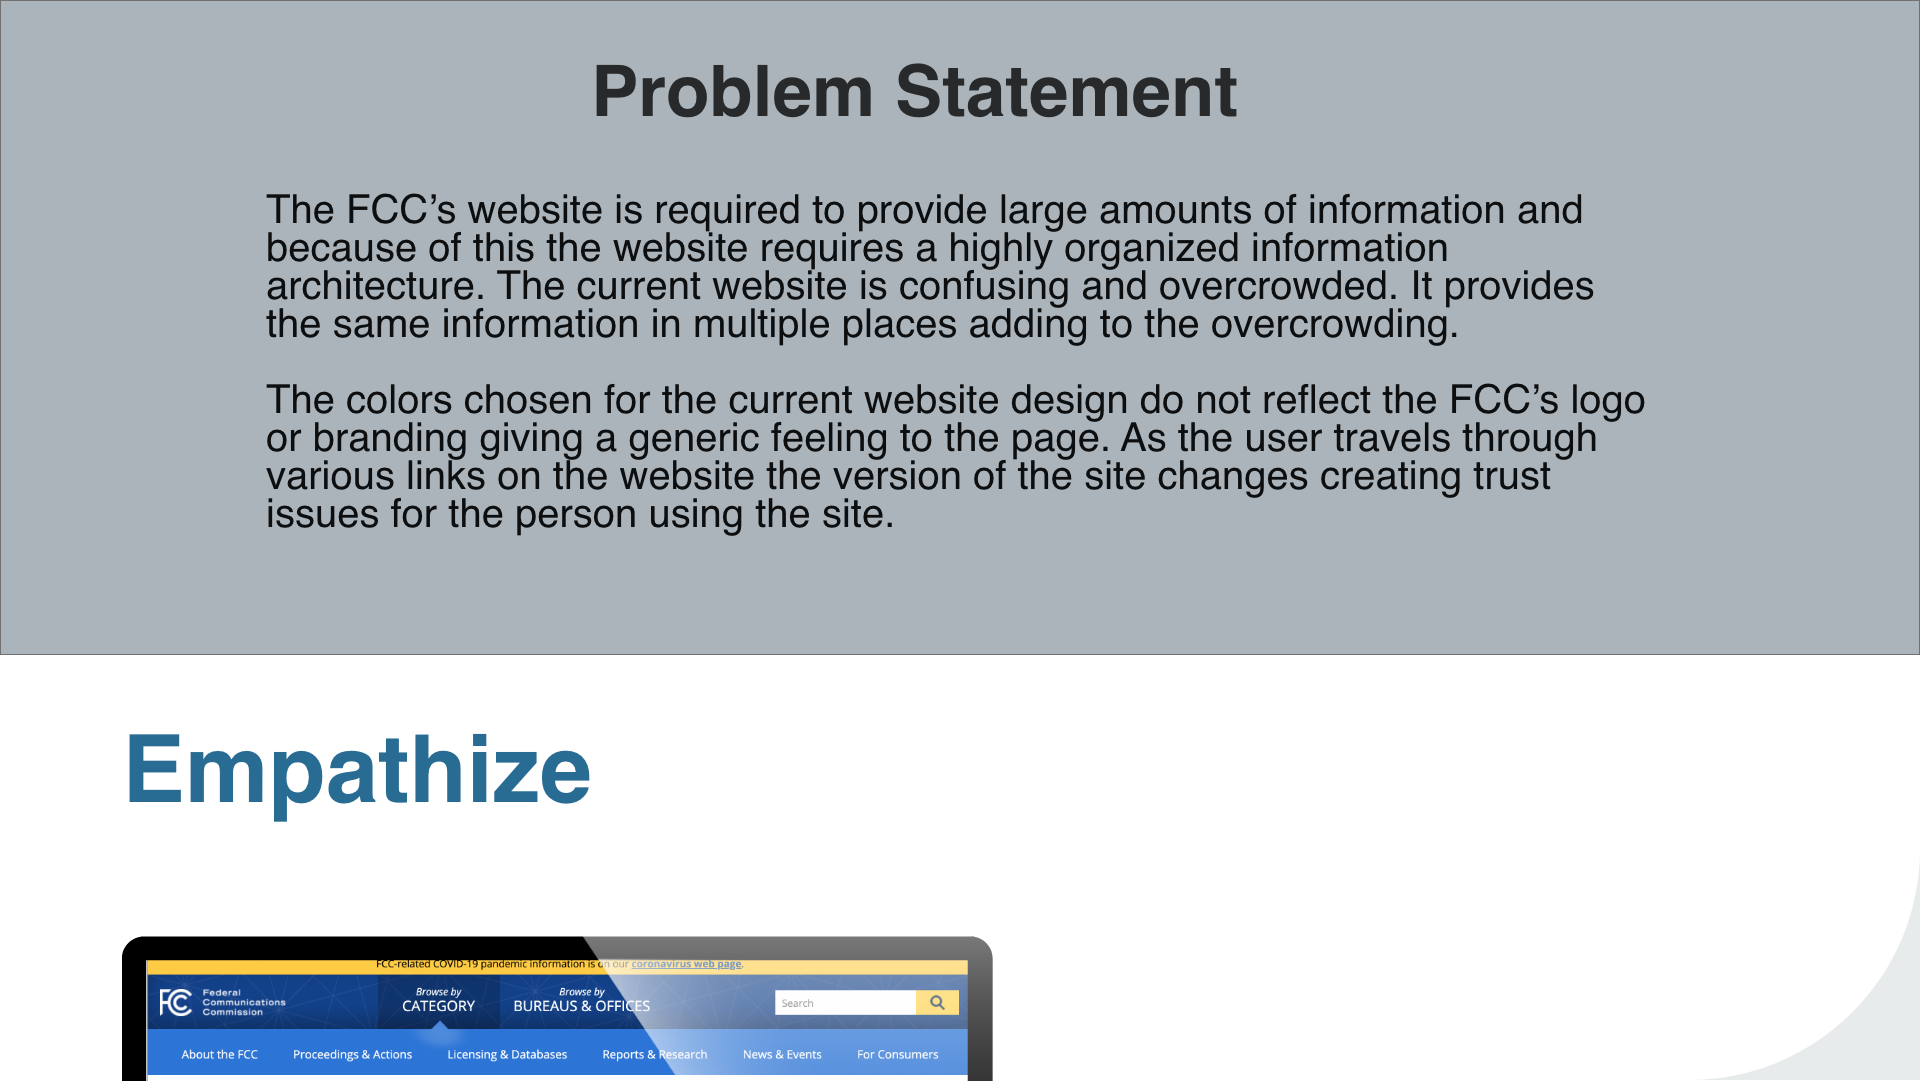 Problem Statement
The FCC’s website is required to provide large amounts of information and
because of this the website requires a highly organized information
architecture. The current website is confusing and overcrowded. It provides
the same information in multiple places adding to the overcrowding.
The colors chosen for the current website design do not reflect the FCC’s logo
or branding giving a generic feeling to the page. As the user travels through
various links on the website the version of the site changes creating trust
issues for the person using the site.
Empathize
FCC-related COVID-19 pandemic information is on our coronavirus web page.
FCC Federal
Communications
Commission
Browse by
CATEGORY
Browse by
BUREAUS & OFFICES
Search
About the FCC Proceedings & Actions Licensing & Databases Reports & Research News & Events For Consumers